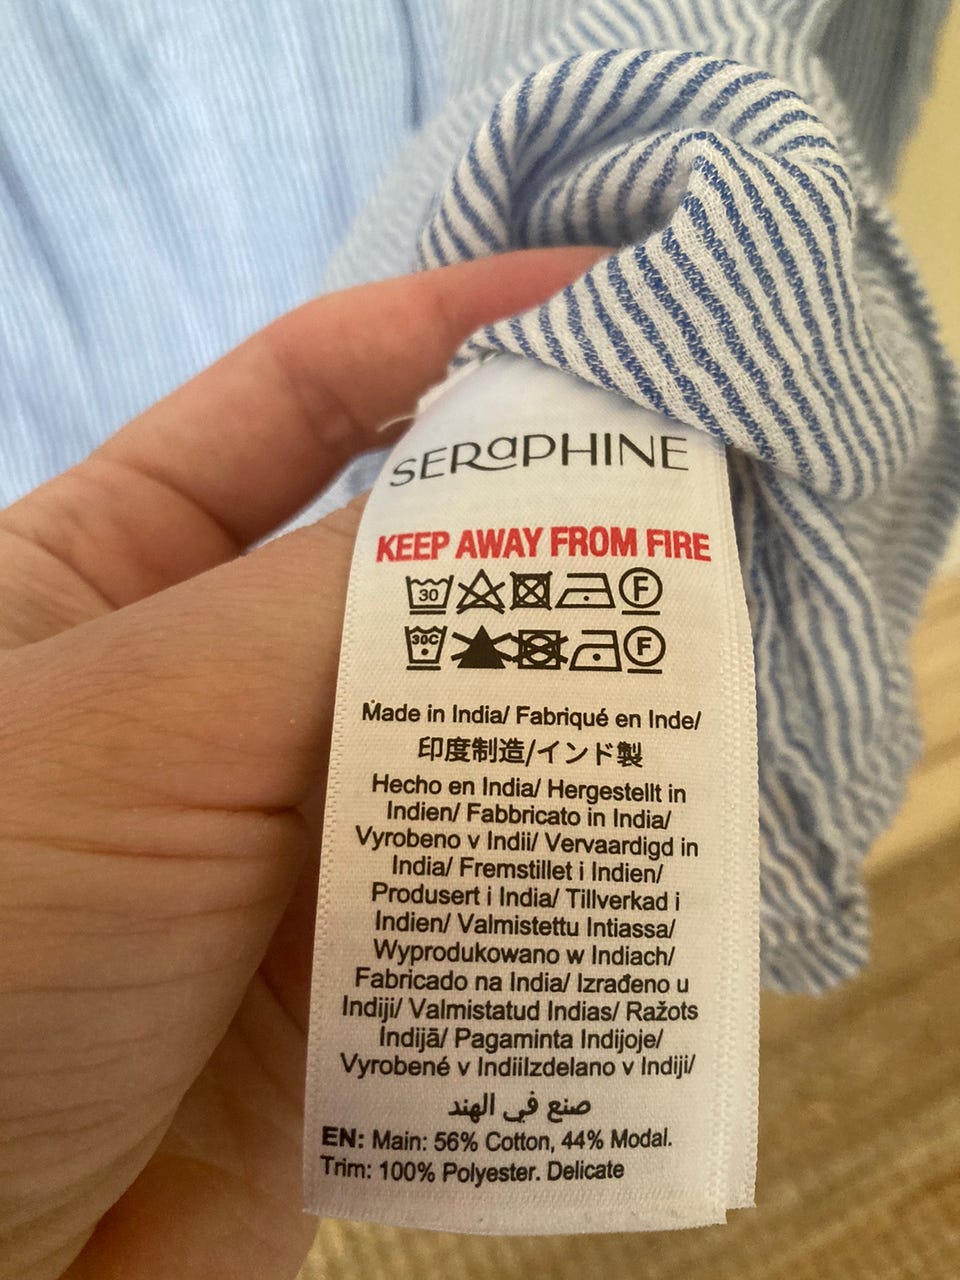 SERaPHINE
KEEP AWAY FROM FIRE
30 F
30C F
Made in India/ Fabriqué en Inde/
印度制造/インド製
Hecho en India/ Hergestellt in
Indien/ Fabbricato in India/
Vyrobeno v Indii/ Vervaardigd in
India/ Fremstillet i Indien/
Produsert i India/ Tillverkad i
Indien/ Valmistettu Intiassa/
Wyprodukowano w Indiach/
Fabricado na India/ Izrađeno u
Indiji/ Valmistatud Indias/ Ražots
Indijā/ Pagaminta Indijoje/
Vyrobené v IndiiIzdelano v Indiji/
صنع في الهند
EN: Main: 56% Cotton, 44% Modal.
Trim: 100% Polyester. Delicate